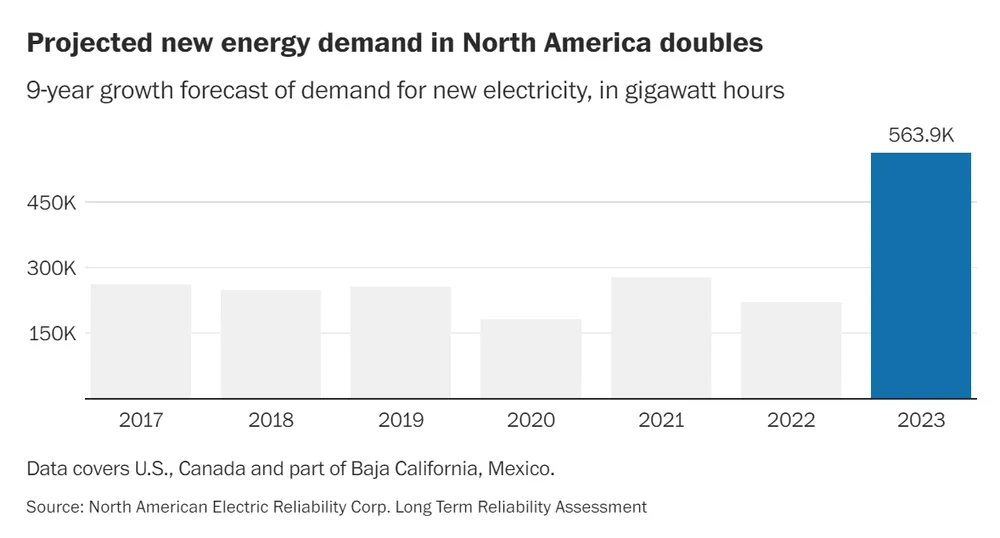 Projected new energy demand in North America doubles
9-year growth forecast of demand for new electricity, in gigawatt hours
563.9K
450K
300K
150K
2017 2018 2019 2020 2021 2022 2023
Data covers U.S., Canada and part of Baja California, Mexico.
Source: North American Electric Reliability Corp. Long Term Reliability Assessment